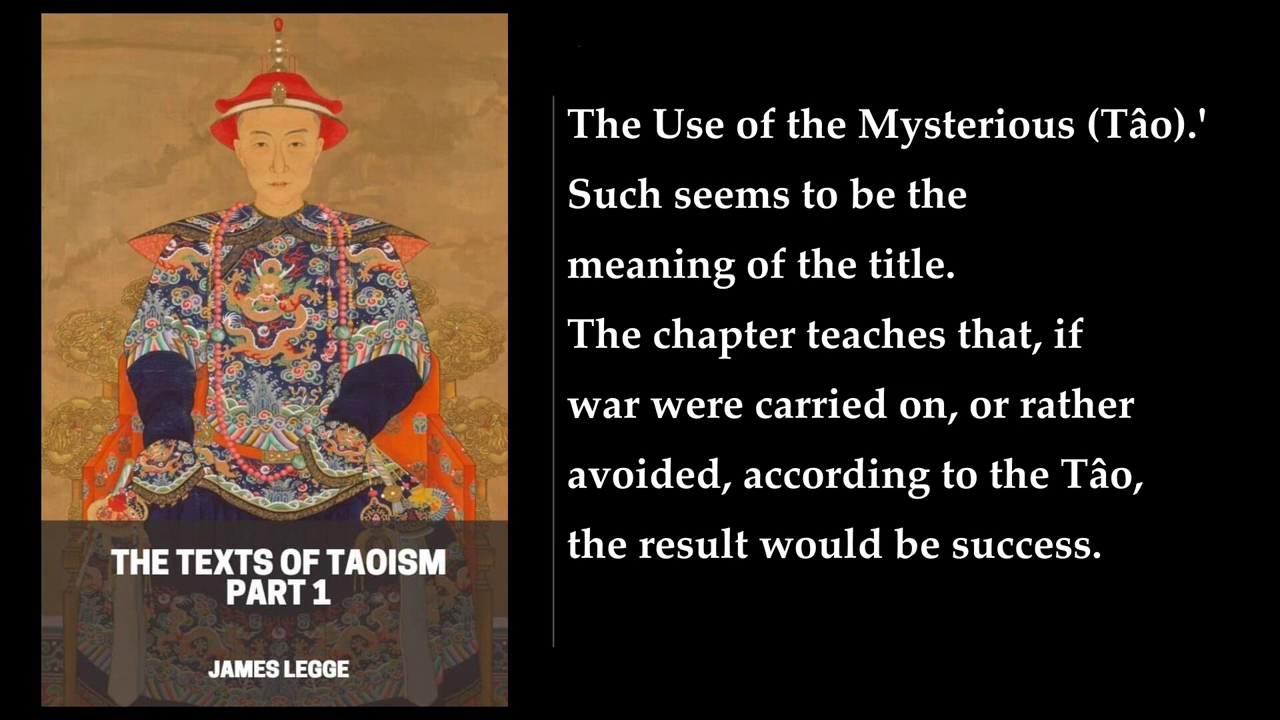 The Use of the Mysterious (Tâo).'
Such seems to be the
meaning of the title.
The chapter teaches that, if
war were carried on, or rather
avoided, according to the Tâo,
the result would be success.
THE TEXTS OF TAOISM
PART 1
JAMES LEGGE